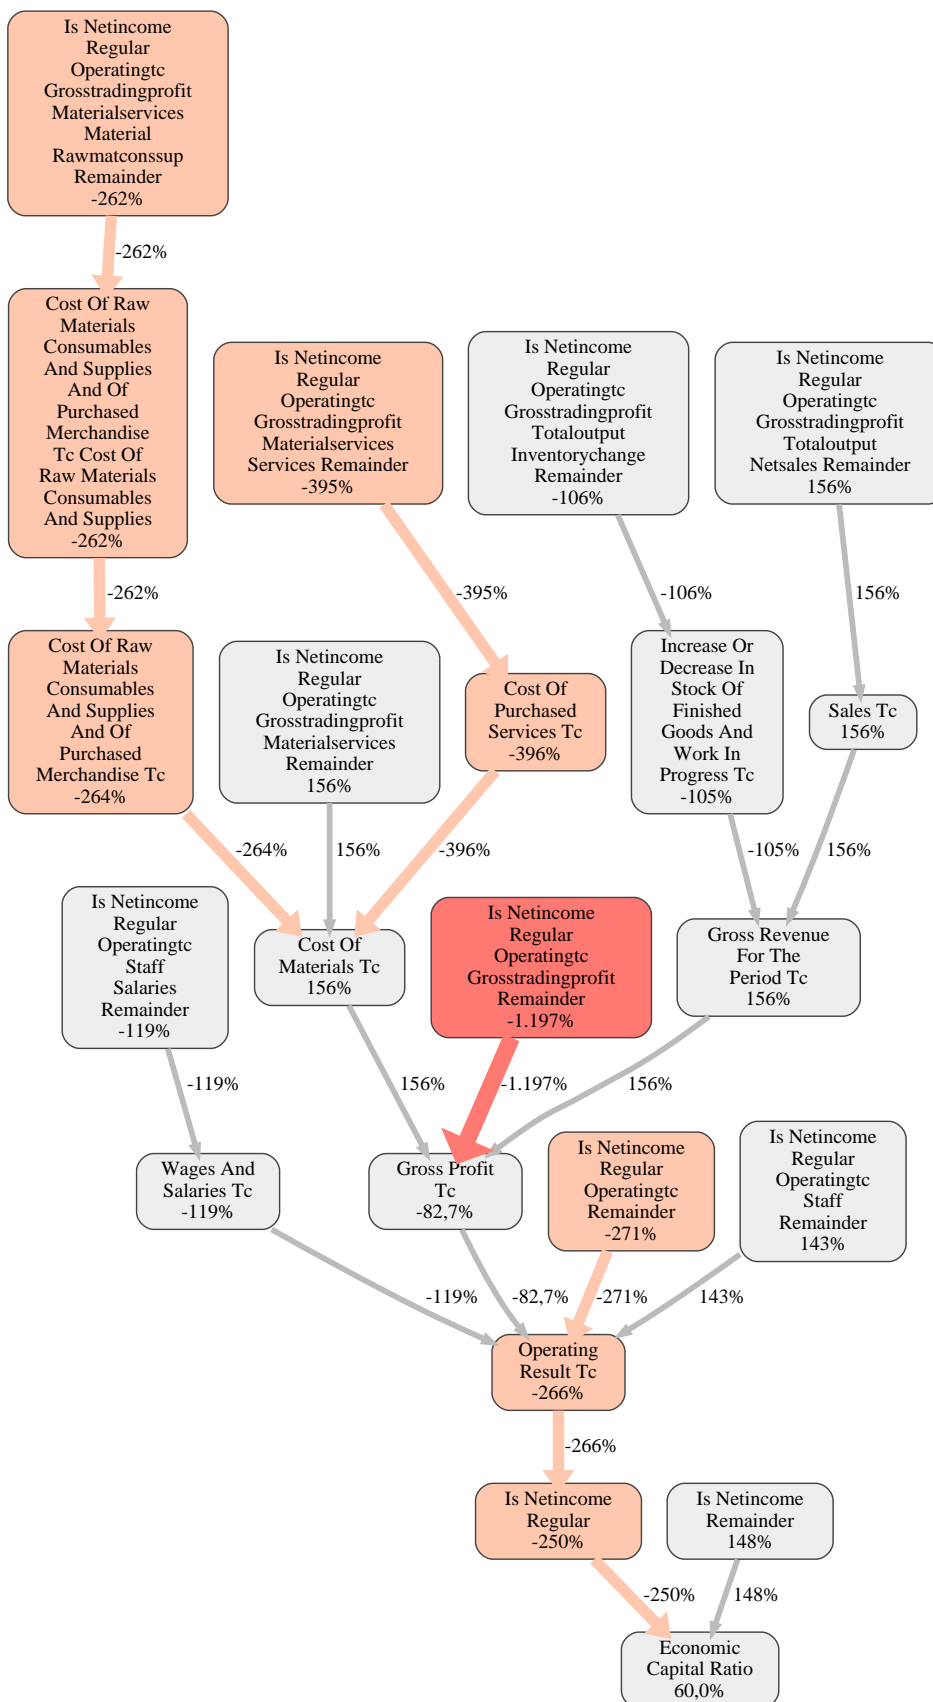 Is Netincome
Regular
Operatingtc
Grosstradingprofit
Materialservices
Material
Rawmatconssup
Remainder
-262%
-262%
Cost Of Raw
Materials
Consumables
And Supplies
And Of
Purchased
Merchandise
Tc Cost Of
Raw Materials
Consumables
And Supplies
-262%
Is Netincome
Regular
Operatingtc
Grosstradingprofit
Materialservices
Services Remainder
-395%
Is Netincome
Regular
Operatingtc
Grosstradingprofit
Totaloutput
Inventorychange
Remainder
-106%
Is Netincome
Regular
Operatingtc
Grosstradingprofit
Totaloutput
Netsales Remainder
156%
-262%
-395%
-106%
156%
Cost Of Raw
Materials
Consumables
And Supplies
And Of
Purchased
Merchandise Tc
-264%
Is Netincome
Regular
Operatingtc
Grosstradingprofit
Materialservices
Remainder
156%
Cost Of
Purchased
Services Tc
-396%
Increase Or
Decrease In
Stock Of
Finished
Goods And
Work In
Progress Tc
-105%
Sales Tc
156%
-264%
156%
-396%
-105%
156%
Is Netincome
Regular
Operatingtc
Staff
Salaries
Remainder
-119%
Cost Of
Materials Tc
156%
Is Netincome
Regular
Operatingtc
Grosstradingprofit
Remainder
-1.197%
Gross Revenue
For The
Period Tc
156%
-119%
156%
-1.197%
156%
Wages And
Salaries Tc
-119%
Gross Profit
Tc
-82,7%
Is Netincome
Regular
Operatingtc
Remainder
-271%
Is Netincome
Regular
Operatingtc
Staff
Remainder
143%
-119%
-82,7%
-271%
143%
Operating
Result Tc
-266%
-266%
Is Netincome
Regular
-250%
Is Netincome
Remainder
148%
-250%
148%
Economic
Capital Ratio
60,0%